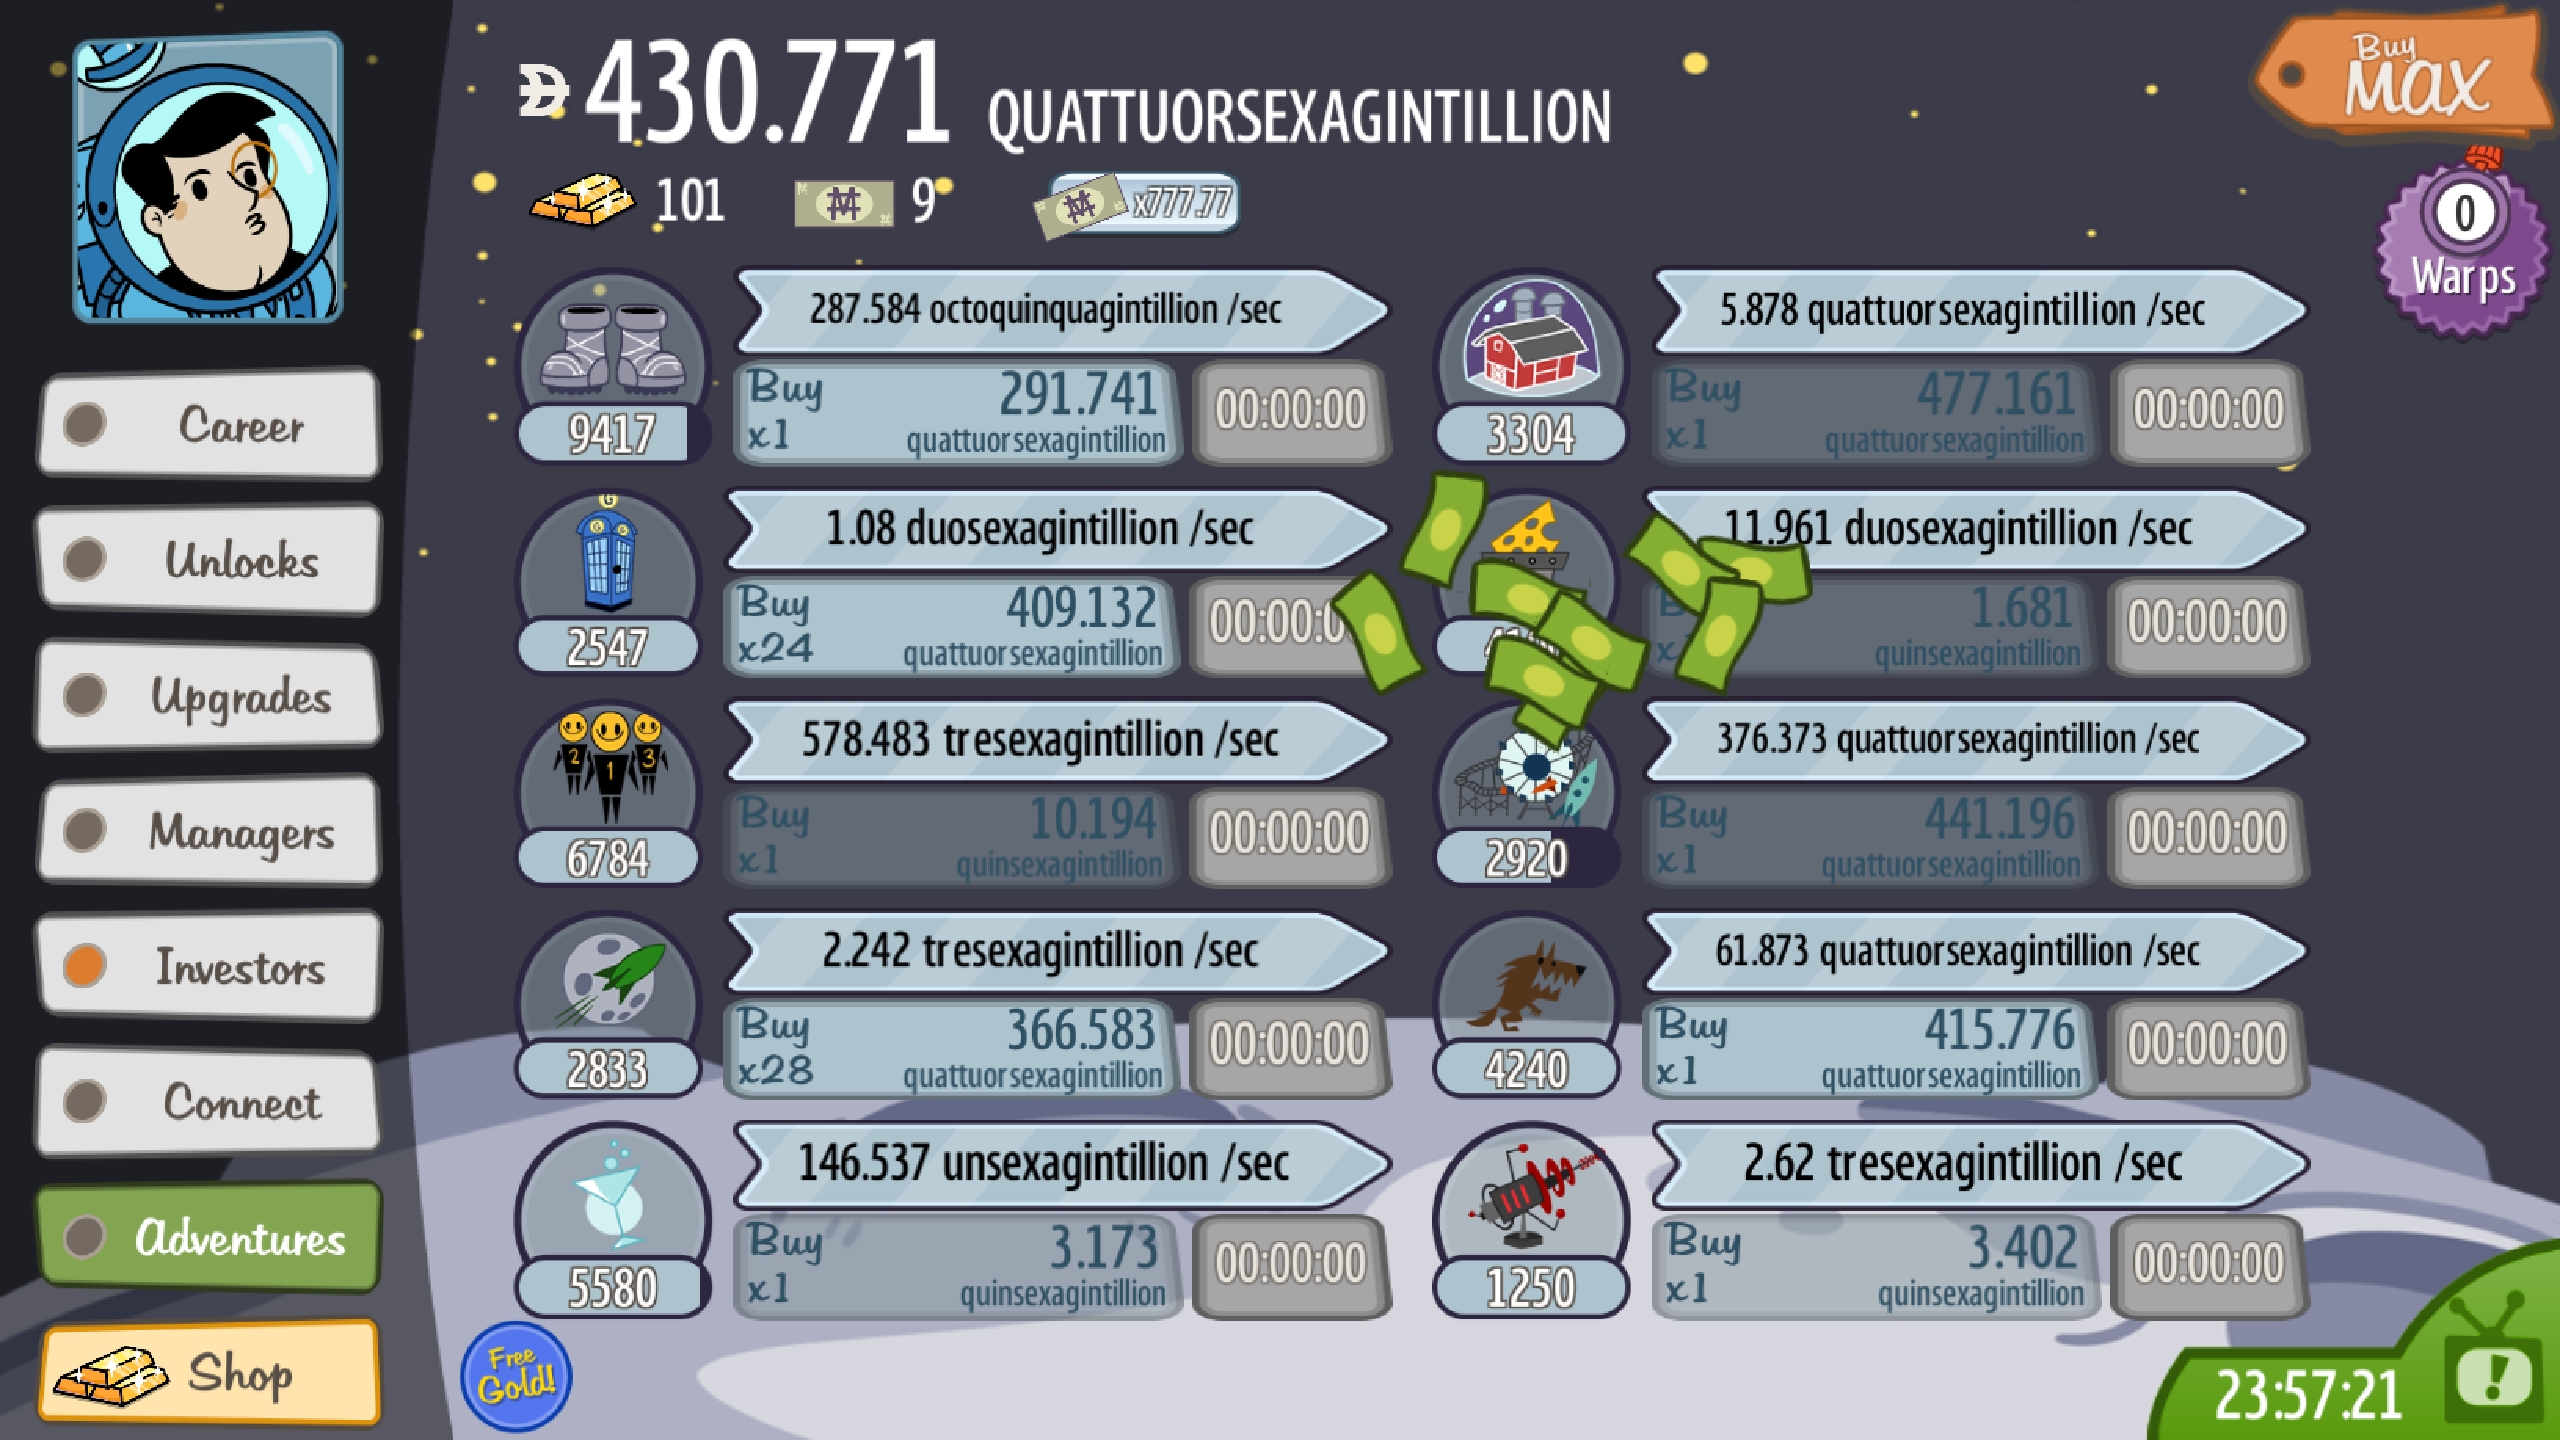 430.771 QUATTUORSEXAGINTILLION
Buy MAX
101 9 x777.77
0
Warps
Career
Unlocks
Upgrades
Managers
Investors
Connect
Adventures
Shop
287.584 octoquinquagintillion /sec
Buy x1
291.741
quattuorsexagintillion
00:00:00
9417
5.878 quattuorsexagintillion /sec
Buy x1
477.161
quattuorsexagintillion
00:00:00
3304
1.08 duosexagintillion /sec
Buy x24
409.132
quattuorsexagintillion
2547
11.961 duosexagintillion /sec
1.681
quinsexagintillion
00:00:00
2 1 3
578.483 tresexagintillion /sec
Buy x1
10.194
quinsexagintillion
00:00:00
6784
376.373 quattuorsexagintillion /sec
Buy x1
441.196
quattuorsexagintillion
00:00:00
2920
2.242 tresexagintillion /sec
Buy x28
366.583
quattuorsexagintillion
00:00:00
2833
61.873 quattuorsexagintillion /sec
Buy x1
415.776
quattuorsexagintillion
00:00:00
4240
146.537 unsexagintillion /sec
Buy x1
3.173
quinsexagintillion
00:00:00
5580
2.62 tresexagintillion /sec
Buy x1
3.402
quinsexagintillion
00:00:00
1250
Free Gold!
23:57:21